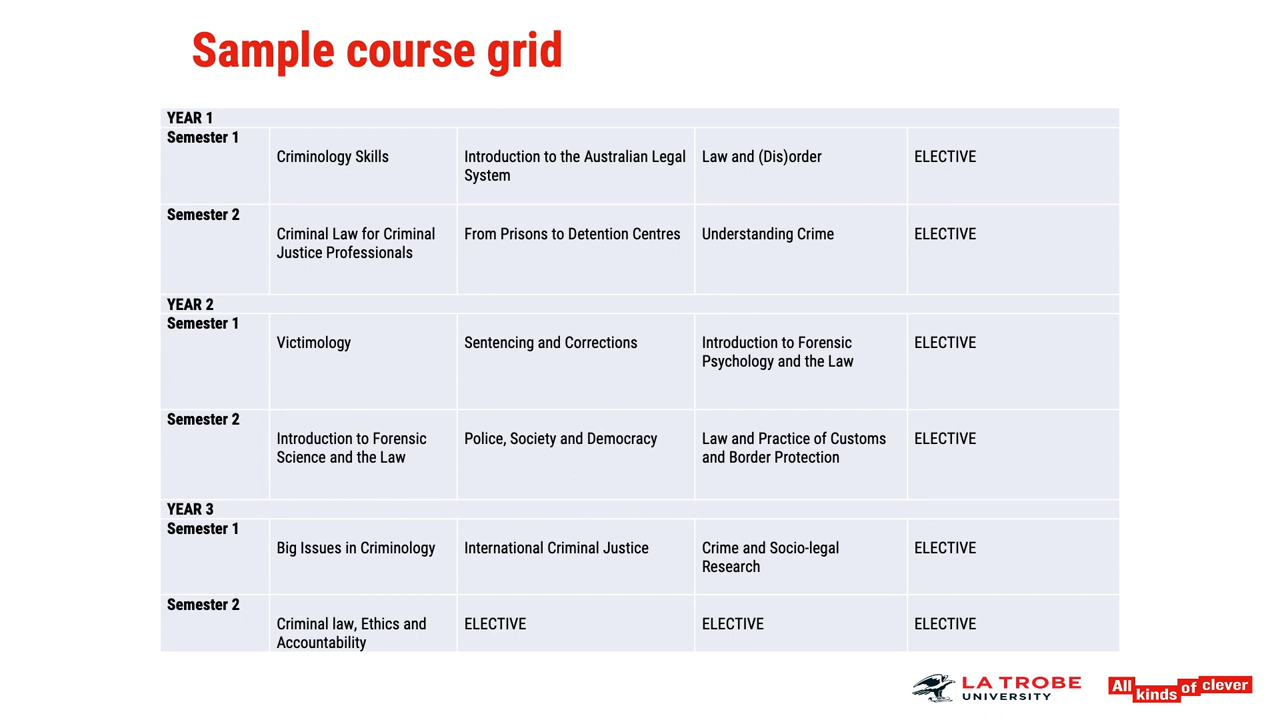 Sample course grid
YEAR 1
Semester 1
Criminology Skills
Introduction to the Australian Legal
System
Law and (Dis)order
ELECTIVE
Semester 2
Criminal Law for Criminal
Justice Professionals
From Prisons to Detention Centres
Understanding Crime
ELECTIVE
YEAR 2
Semester 1
Victimology
Sentencing and Corrections
Introduction to Forensic
Psychology and the Law
ELECTIVE
Semester 2
Introduction to Forensic
Science and the Law
Police, Society and Democracy
Law and Practice of Customs
and Border Protection
ELECTIVE
YEAR 3
Semester 1
Big Issues in Criminology
International Criminal Justice
Crime and Socio-legal
Research
ELECTIVE
Semester 2
Criminal law, Ethics and
Accountability
ELECTIVE
ELECTIVE
ELECTIVE
LA TROBE
UNIVERSITY
All kinds of clever